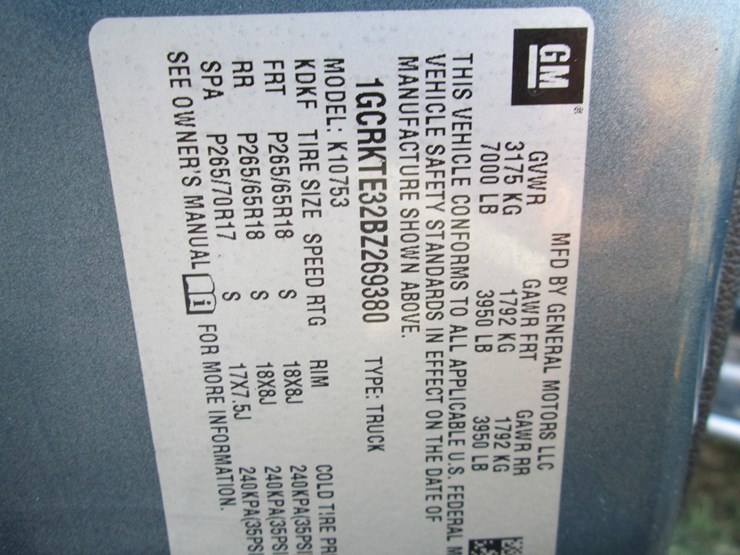 GM
MFD BY GENERAL MOTORS LLC
GVWR GAWR FRT GAWR RR
3175 KG 1792 KG 1792 KG
7000 LB 3950 LB 3950 LB
THIS VEHICLE CONFORMS TO ALL APPLICABLE U.S. FEDERAL M
VEHICLE SAFETY STANDARDS IN EFFECT ON THE DATE OF
MANUFACTURE SHOWN ABOVE.
1GCRKTE32BZ269380 TYPE: TRUCK
MODEL: K10753
KDKF TIRE SIZE SPEED RTG RIM COLD TIRE PR
FRT P265/65R18 S 18X8J 240KPA(35PSI
RR P265/65R18 S 18X8J 240KPA(35PSI
SPA P265/70R17 S 17X7.5J 240KPA(35PSI
SEE OWNER'S MANUAL i FOR MORE INFORMATION.